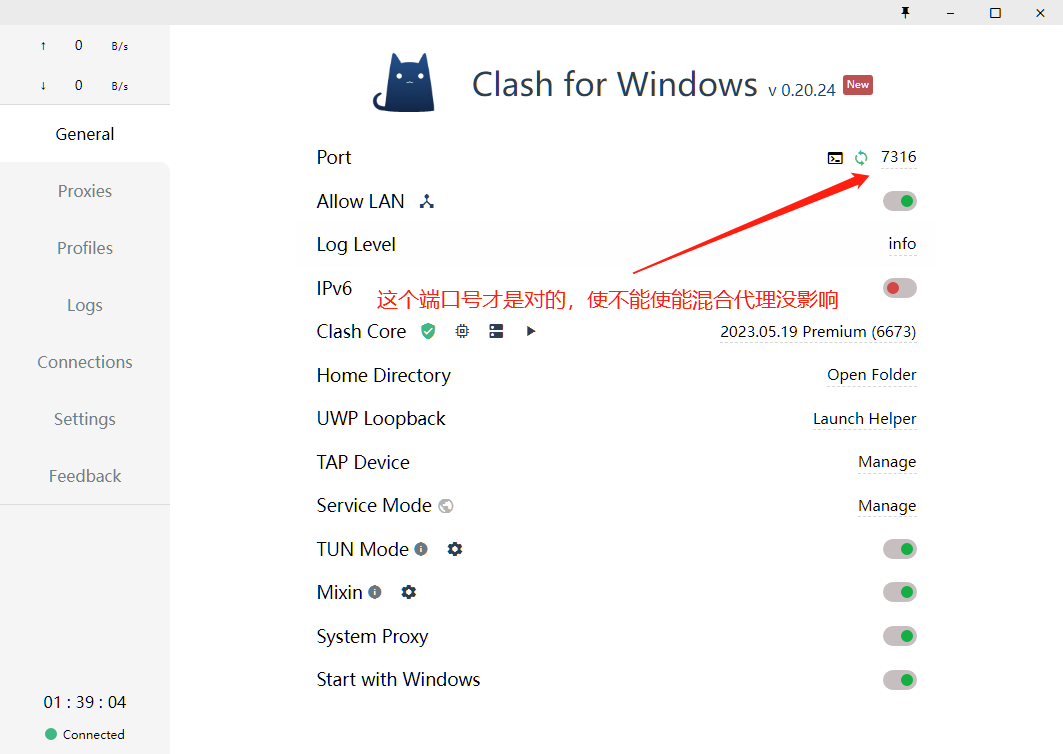 ↑ 0 B/s
↓ 0 B/s
General
Proxies
Profiles
Logs
Connections
Settings
Feedback
01 : 39 : 04
Connected
Clash for Windows v 0.20.24 New
Port 7316
Allow LAN
Log Level info
IPv6
这个端口号才是对的，使不能使能混合代理没影响
Clash Core 2023.05.19 Premium (6673)
Home Directory Open Folder
UWP Loopback Launch Helper
TAP Device Manage
Service Mode Manage
TUN Mode
Mixin
System Proxy
Start with Windows